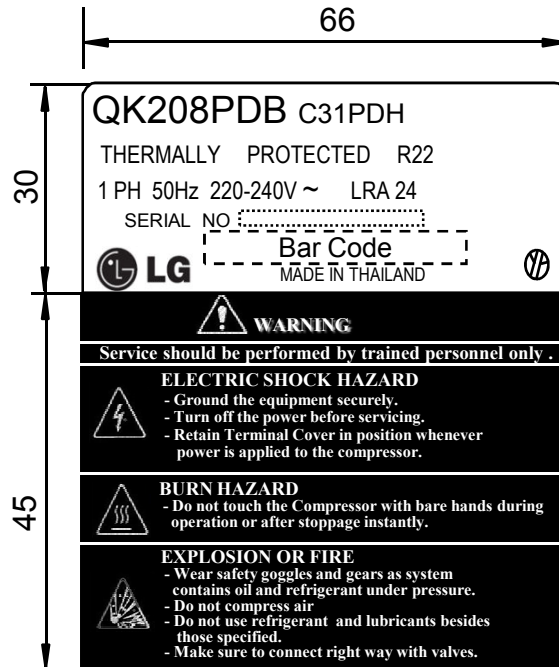 66
30
QK208PDB C31PDH
THERMALLY PROTECTED R22
1 PH 50Hz 220-240V ~ LRA 24
SERIAL NO
Bar Code
LG
MADE IN THAILAND
45
WARNING
Service should be performed by trained personnel only .
ELECTRIC SHOCK HAZARD
- Ground the equipment securely.
- Turn off the power before servicing.
- Retain Terminal Cover in position whenever
power is applied to the compressor.
BURN HAZARD
- Do not touch the Compressor with bare hands during
operation or after stoppage instantly.
EXPLOSION OR FIRE
- Wear safety goggles and gears as system
contains oil and refrigerant under pressure.
- Do not compress air
- Do not use refrigerant and lubricants besides
those specified.
- Make sure to connect right way with valves.